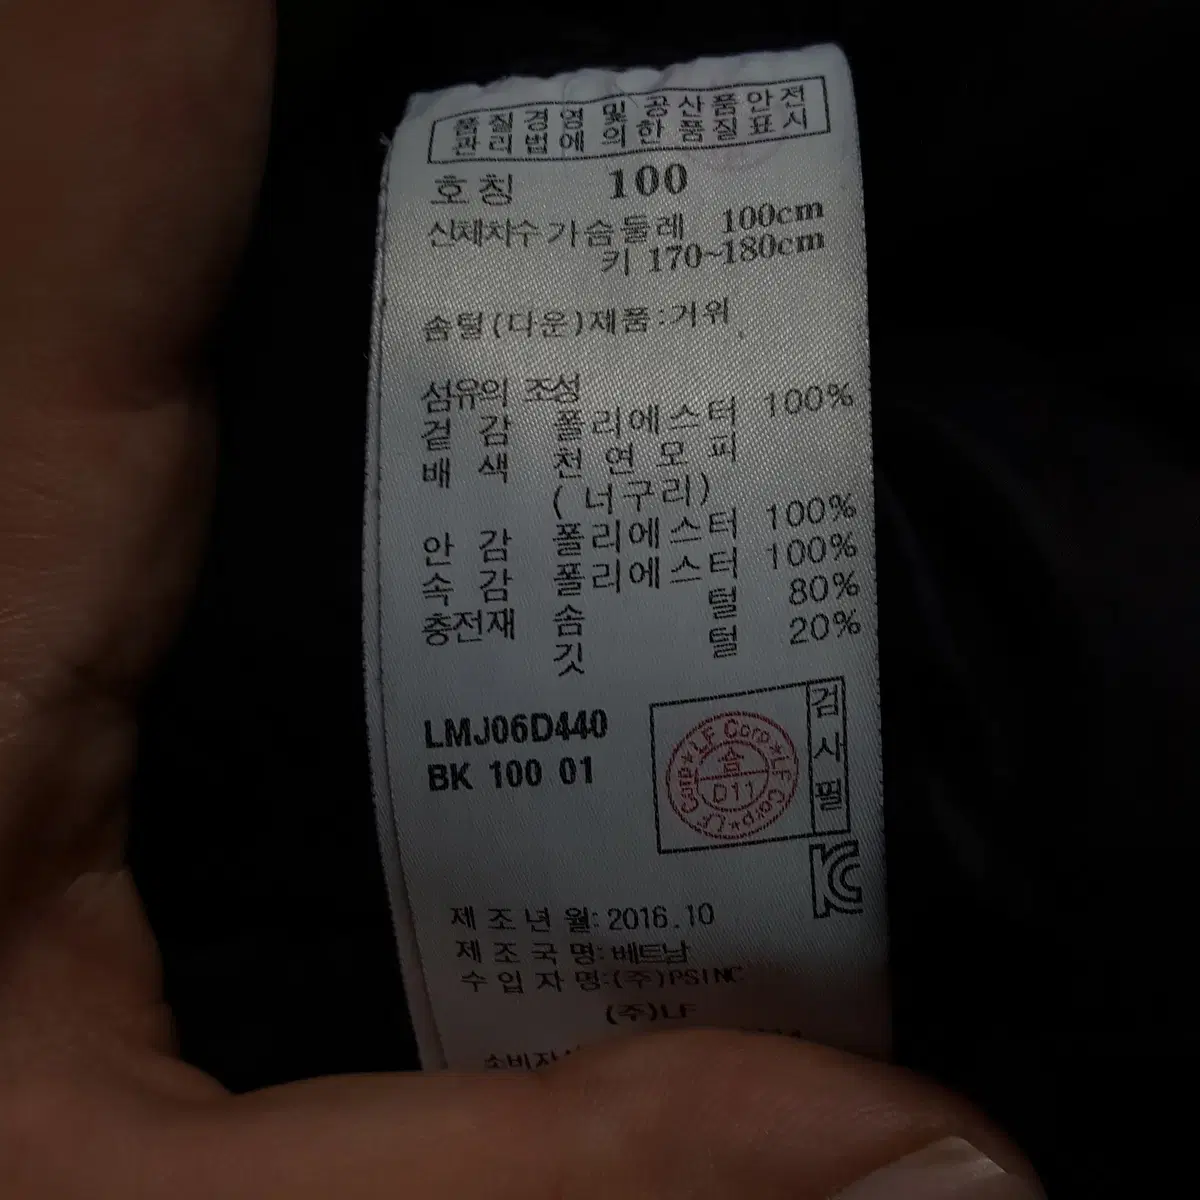 품질경영 및 공산품안전
관리법에 의한 품질표시
호칭 100
신체치수 가슴둘레 100cm
키 170~180cm
솜털(다운)제품:거위
섬유의 조성
겉감 폴리에스터 100%
배색 천연모피
(너구리)
안감 폴리에스터 100%
속감 폴리에스터 100%
충전재 솜털 80%
깃털 20%
LMJ06D440
BK 100 01
검사필
LF Corp★LF Corp★LF Corp★
솜
D11
제조년월: 2016.10
제조국명: 베트남
수입자명:(주)PSINC
(주)LF